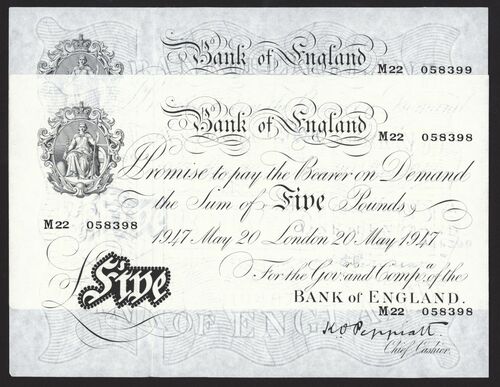 Bank of England
M22 058399
Bank of England
M22 058398
Promise to pay the Bearer on Demand
the Sum of Five Pounds
M22 058398
1947 May 20 London 20 May 1947
For the Gov.r and Comp.a of the
£Five
BANK of ENGLAND.
M22 058398
K O Peppiatt
Chief Cashier.